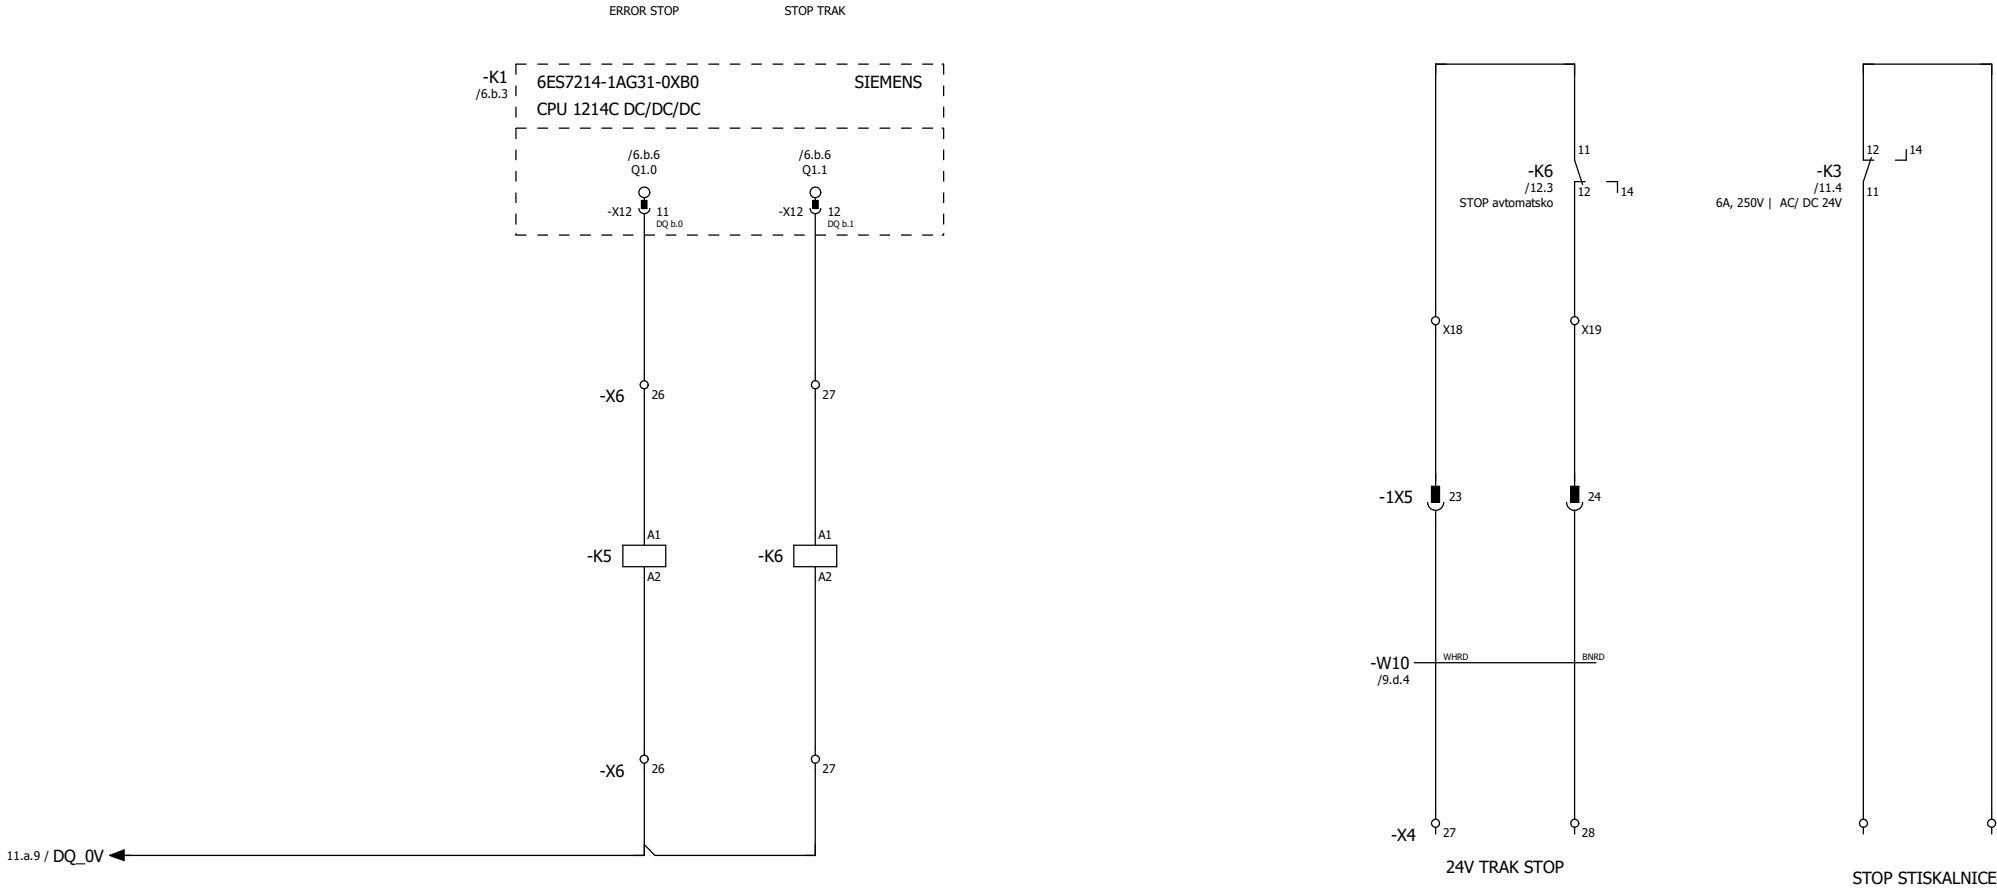 ERROR STOP
STOP TRAK
-K1
/6.b.3
6ES7214-1AG31-0XB0
SIEMENS
CPU 1214C DC/DC/DC
/6.b.6
Q1.0
/6.b.6
Q1.1
-X12
11
DQ b.0
-X12
12
DQ b.1
-X6
26
27
-K5
A1
A2
-K6
A1
A2
-X6
26
27
11.a.9 / DQ_0V
11
-K6
/12.3
STOP avtomatsko
12
14
12
14
-K3
/11.4
6A, 250V | AC/ DC 24V
11
X18
X19
-1X5
23
24
-W10
/9.d.4
WHRD
BNRD
-X4
27
28
24V TRAK STOP
STOP STISKALNICE